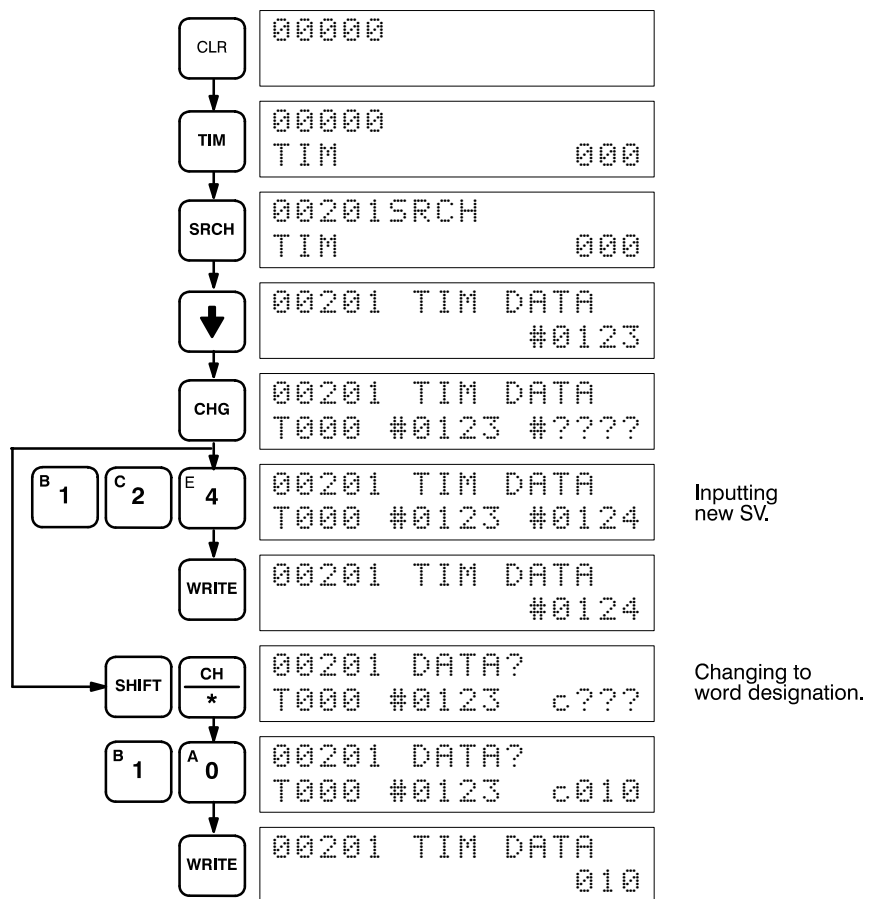 CLR
00000
TIM
00000
TIM 000
SRCH
00201SRCH
TIM 000
00201 TIM DATA
#0123
CHG
00201 TIM DATA
T000 #0123 #????
B 1
C 2
E 4
00201 TIM DATA
T000 #0123 #0124
Inputting
new SV.
WRITE
00201 TIM DATA
#0124
SHIFT
CH
*
00201 DATA?
T000 #0123 c???
Changing to
word designation.
B 1
A 0
00201 DATA?
T000 #0123 c010
WRITE
00201 TIM DATA
010